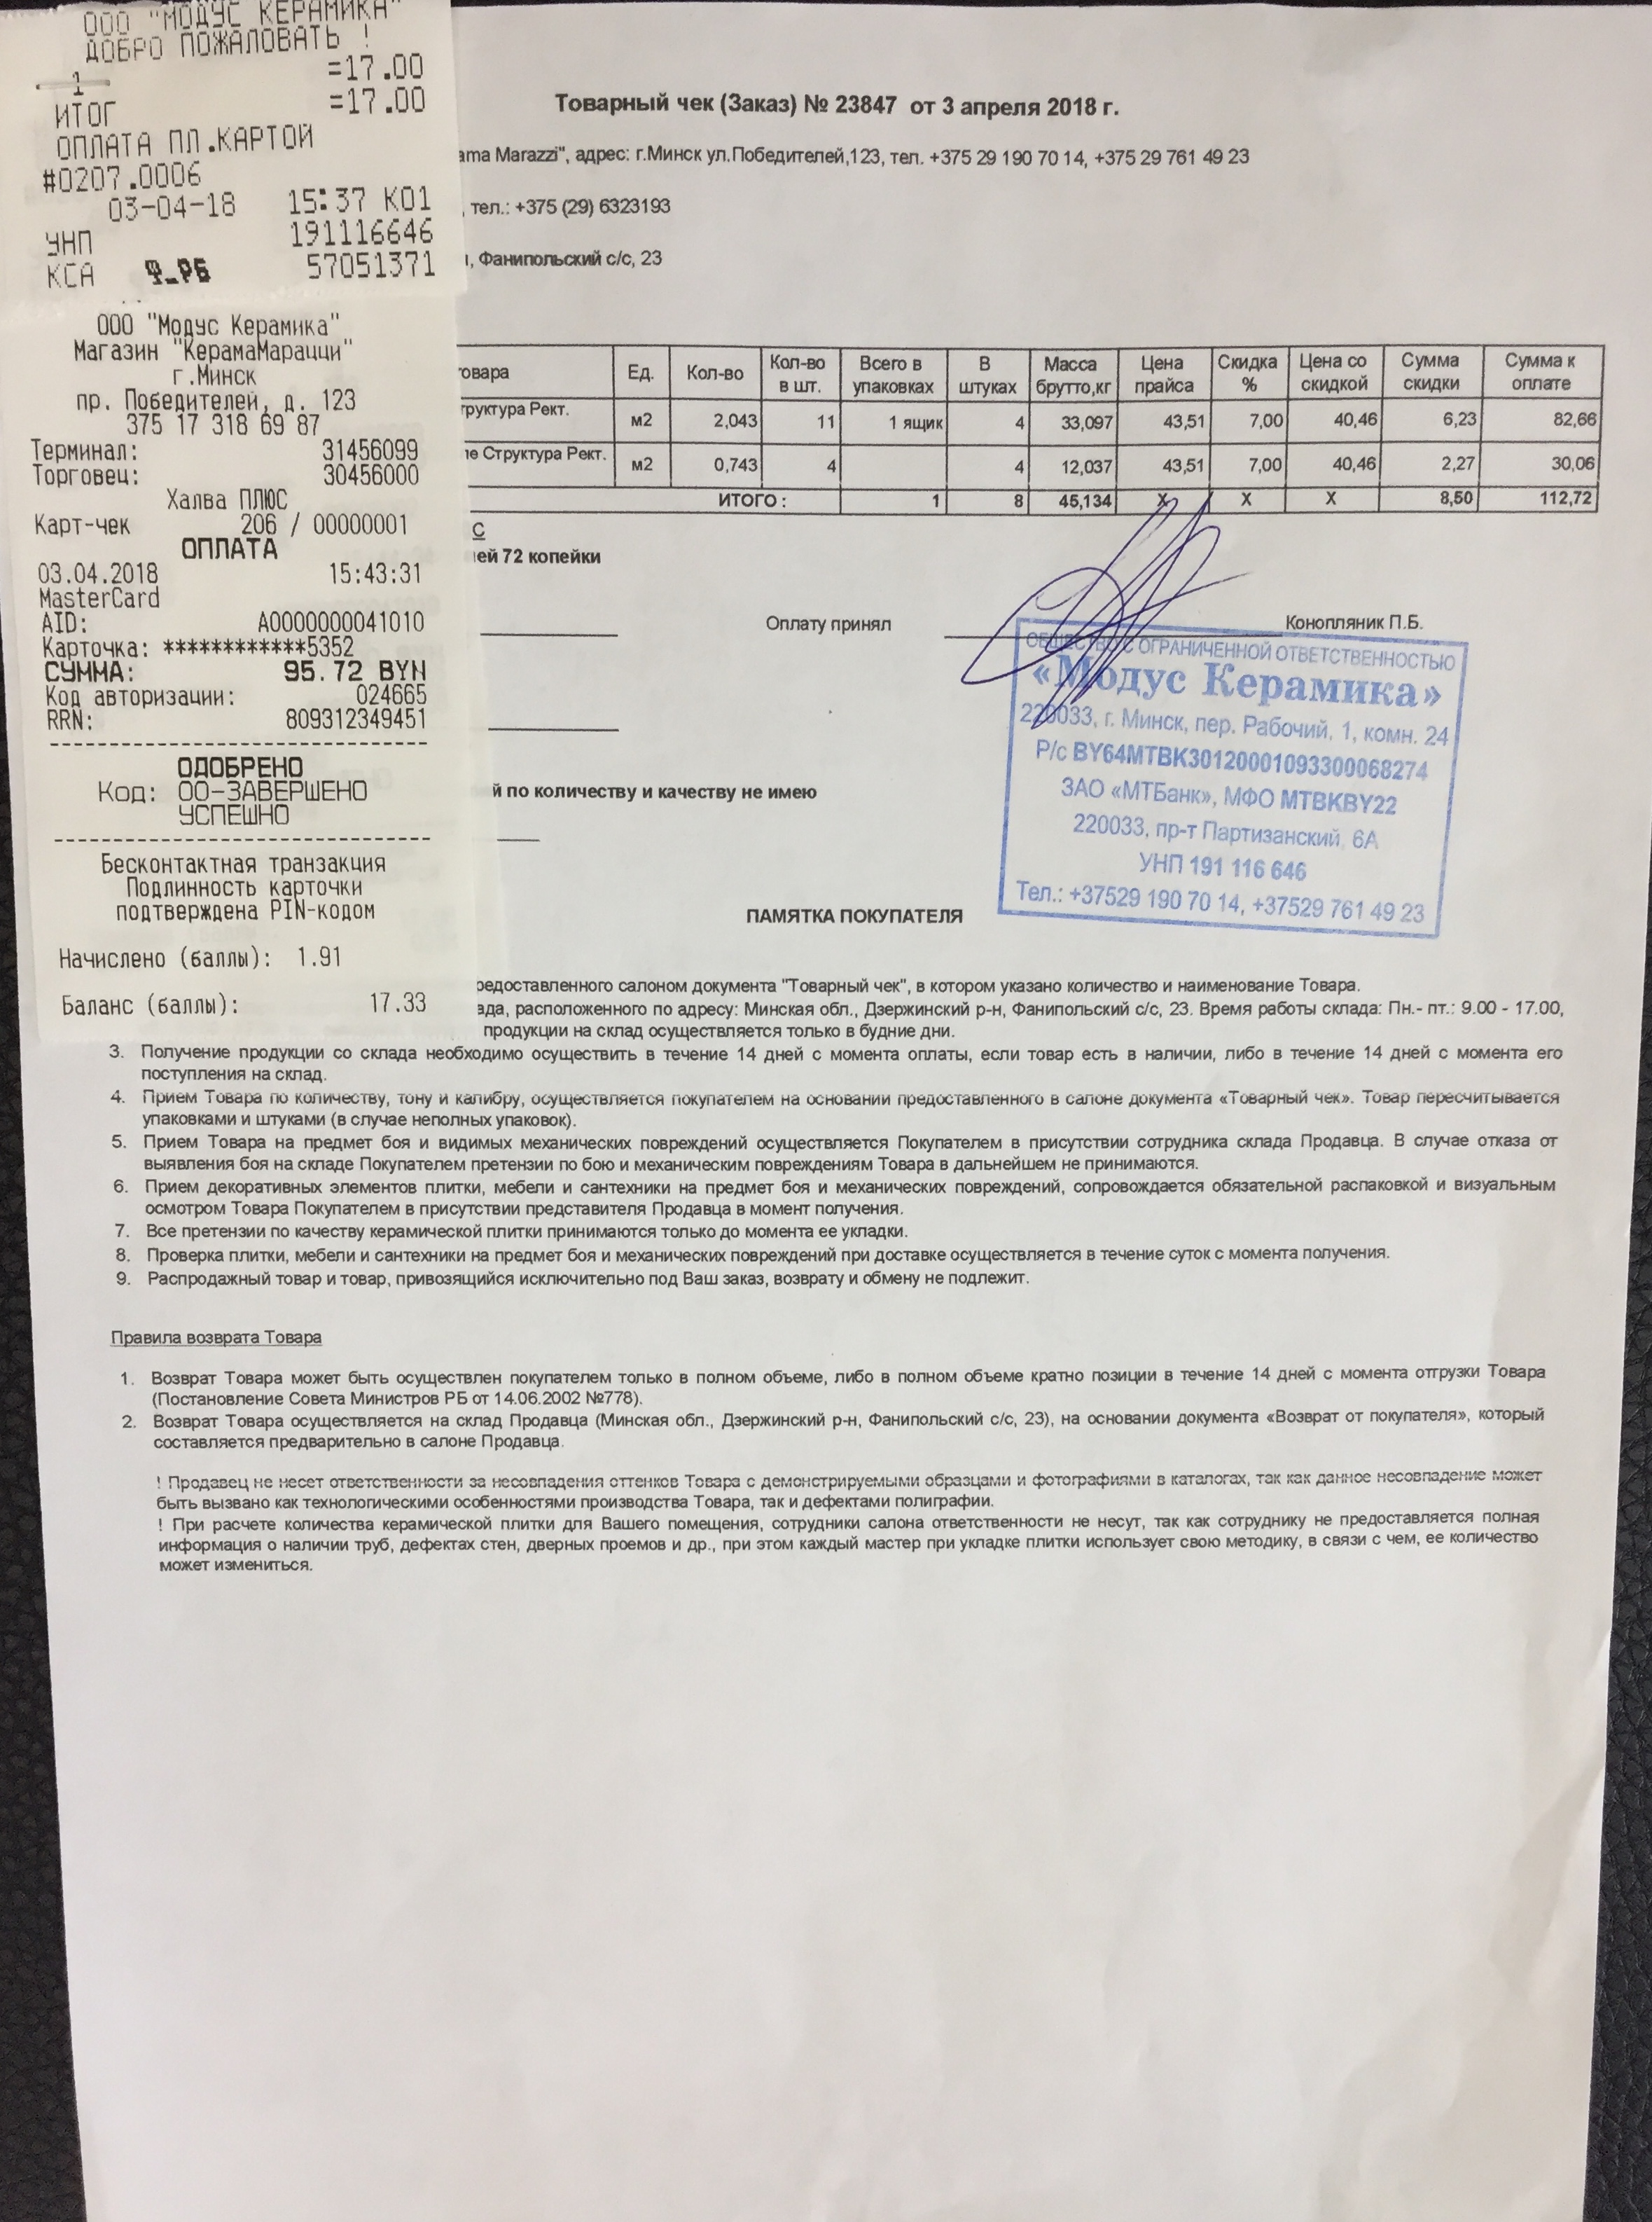 ООО "МОДУС КЕРАМИКА"
ДОБРО ПОЖАЛОВАТЬ !
1 =17.00
ИТОГ =17.00
ОПЛАТА ПЛ.КАРТОЙ
#0207.0006
03-04-18 15:37 К01
УНП 191116646
КСА 57051371
ООО "Модус Керамика"
Магазин "КерамаМарацци"
г.Минск
пр. Победителей, д. 123
375 17 318 69 87
Терминал: 31456099
Торговец: 30456000
Халва ПЛЮС
Карт-чек 206 / 00000001
ОПЛАТА
03.04.2018 15:43:31
MasterCard
AID: A0000000041010
Карточка: ************5352
СУММА: 95.72 BYN
Код авторизации: 024665
RRN: 809312349451
ОДОБРЕНО
Код: 00-ЗАВЕРШЕНО
УСПЕШНО
Бесконтактная транзакция
Подлинность карточки
подтверждена PIN-кодом
Начислено (баллы): 1.91
Баланс (баллы): 17.33
Товарный чек (Заказ) № 23847 от 3 апреля 2018 г.
ama Marazzi", адрес: г.Минск ул.Победителей,123, тел. +375 29 190 70 14, +375 29 761 49 23
, тел.: +375 (29) 6323193
, Фанипольский с/с, 23
овара Ед. Кол-во Кол-во в шт. Всего в упаковках В штуках Масса брутто,кг Цена прайса Скидка % Цена со скидкой Сумма скидки Сумма к оплате
труктура Рект. м2 2,043 11 1 ящик 4 33,097 43,51 7,00 40,46 6,23 82,66
ле Структура Рект. м2 0,743 4 4 12,037 43,51 7,00 40,46 2,27 30,06
ИТОГО : 1 8 45,134 X X X 8,50 112,72
С
лей 72 копейки
Оплату принял Конопляник П.Б.
ОБЩЕСТВО С ОГРАНИЧЕННОЙ ОТВЕТСТВЕННОСТЬЮ
«Модус Керамика»
220033, г. Минск, пер. Рабочий, 1, комн. 24
Р/с BY64MTBK30120001093300068274
ЗАО «МТБанк», МФО MTBKBY22
220033, пр-т Партизанский, 6А
УНП 191 116 646
Тел.: +37529 190 70 14, +37529 761 49 23
й по количеству и качеству не имею
ПАМЯТКА ПОКУПАТЕЛЯ
редоставленного салоном документа "Товарный чек", в котором указано количество и наименование Товара.
ада, расположенного по адресу: Минская обл., Дзержинский р-н, Фанипольский с/с, 23. Время работы склада: Пн.- пт.: 9.00 - 17.00,
продукции на склад осуществляется только в будние дни.
3. Получение продукции со склада необходимо осуществить в течение 14 дней с момента оплаты, если товар есть в наличии, либо в течение 14 дней с момента его
поступления на склад.
4. Прием Товара по количеству, тону и калибру, осуществляется покупателем на основании предоставленного в салоне документа «Товарный чек». Товар пересчитывается
упаковками и штуками (в случае неполных упаковок).
5. Прием Товара на предмет боя и видимых механических повреждений осуществляется Покупателем в присутствии сотрудника склада Продавца. В случае отказа от
выявления боя на складе Покупателем претензии по бою и механическим повреждениям Товара в дальнейшем не принимаются.
6. Прием декоративных элементов плитки, мебели и сантехники на предмет боя и механических повреждений, сопровождается обязательной распаковкой и визуальным
осмотром Товара Покупателем в присутствии представителя Продавца в момент получения.
7. Все претензии по качеству керамической плитки принимаются только до момента ее укладки.
8. Проверка плитки, мебели и сантехники на предмет боя и механических повреждений при доставке осуществляется в течение суток с момента получения.
9. Распродажный товар и товар, привозящийся исключительно под Ваш заказ, возврату и обмену не подлежит.
Правила возврата Товара
1. Возврат Товара может быть осуществлен покупателем только в полном объеме, либо в полном объеме кратно позиции в течение 14 дней с момента отгрузки Товара
(Постановление Совета Министров РБ от 14.06.2002 №778).
2. Возврат Товара осуществляется на склад Продавца (Минская обл., Дзержинский р-н, Фанипольский с/с, 23), на основании документа «Возврат от покупателя», который
составляется предварительно в салоне Продавца.
! Продавец не несет ответственности за несовпадения оттенков Товара с демонстрируемыми образцами и фотографиями в каталогах, так как данное несовпадение может
быть вызвано как технологическими особенностями производства Товара, так и дефектами полиграфии.
! При расчете количества керамической плитки для Вашего помещения, сотрудники салона ответственности не несут, так как сотруднику не предоставляется полная
информация о наличии труб, дефектах стен, дверных проемов и др., при этом каждый мастер при укладке плитки использует свою методику, в связи с чем, ее количество
может измениться.